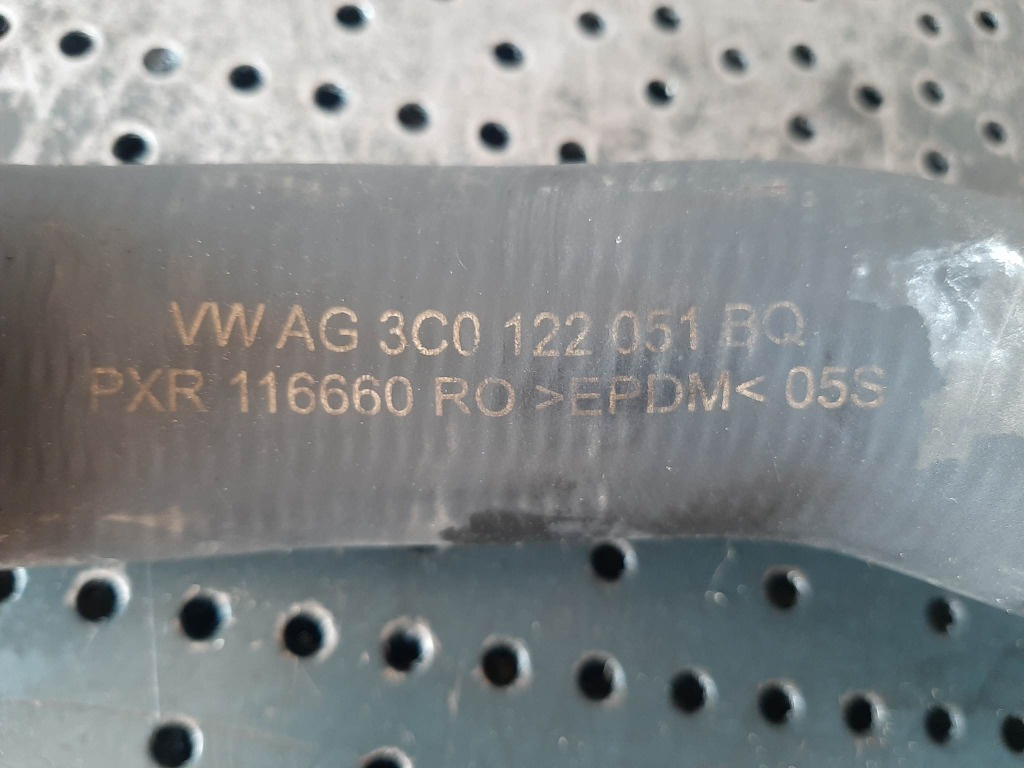 VW AG 3C0 122 051 BQ
PXR 116660 RO >EPDM< 05S